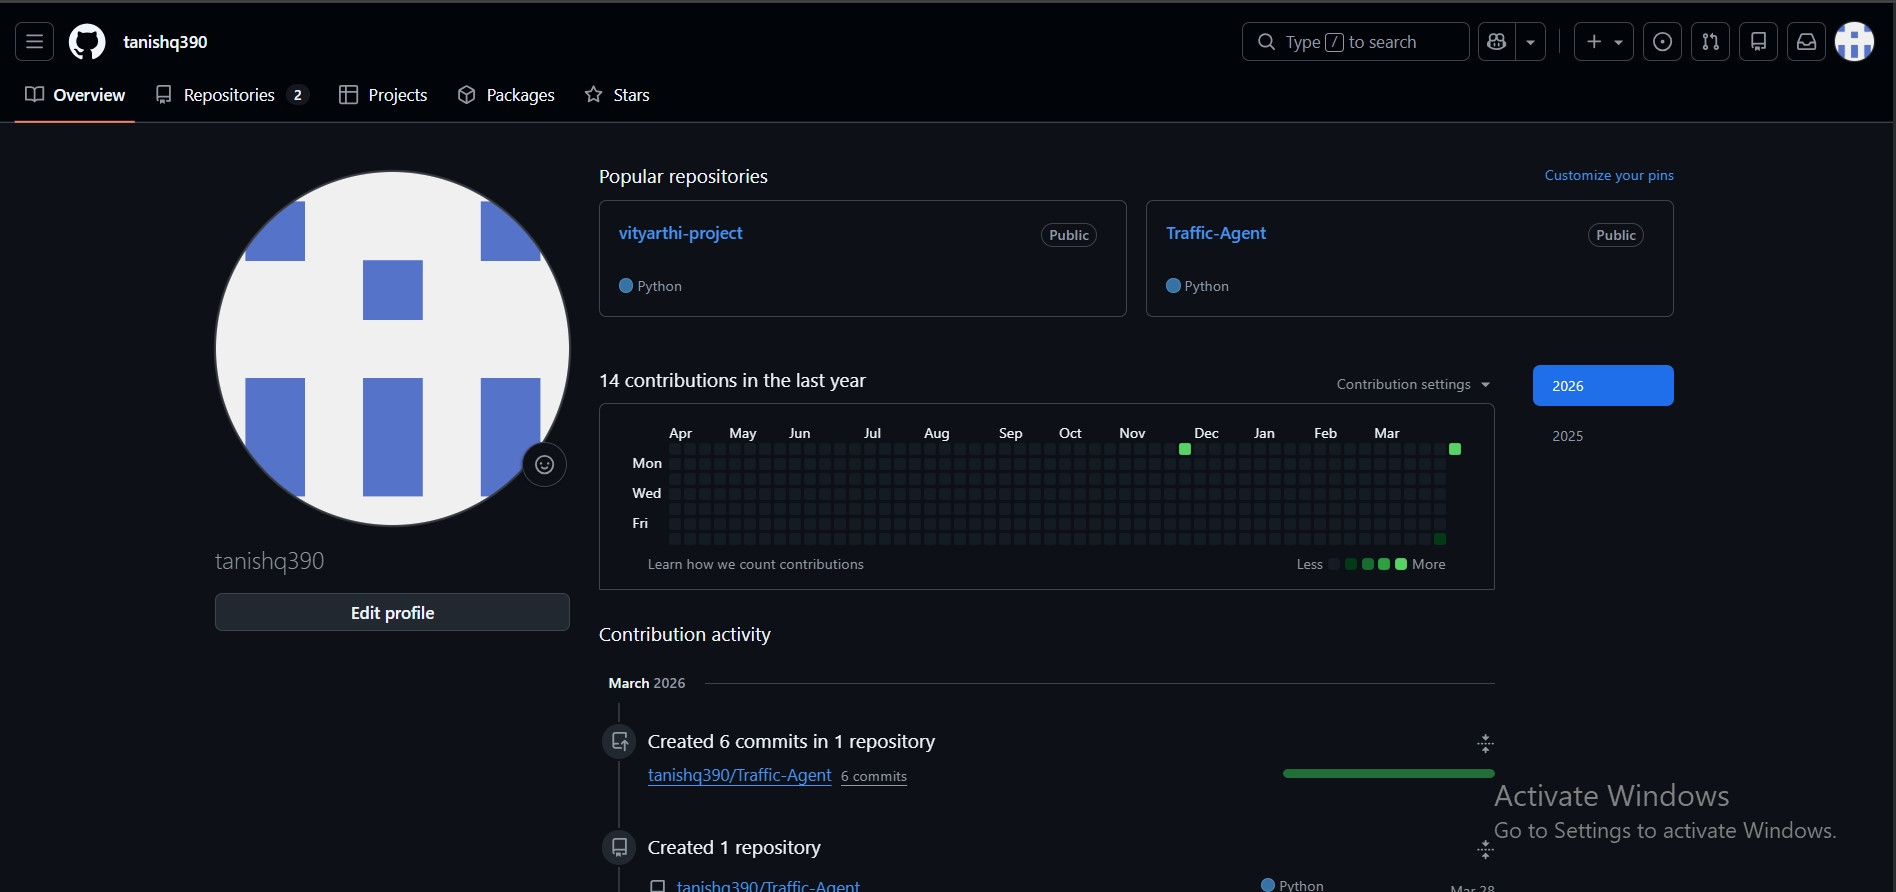 tanishq390
Type / to search
Overview Repositories 2 Projects Packages Stars
Popular repositories
Customize your pins
vityarthi-project Public
Python
Traffic-Agent Public
Python
14 contributions in the last year
Contribution settings
2026
2025
Apr May Jun Jul Aug Sep Oct Nov Dec Jan Feb Mar
Mon
Wed
Fri
Learn how we count contributions
Less More
tanishq390
Edit profile
Contribution activity
March 2026
Created 6 commits in 1 repository
tanishq390/Traffic-Agent 6 commits
Created 1 repository
tanishq390/Traffic-Agent Python Mar 28
Activate Windows
Go to Settings to activate Windows.